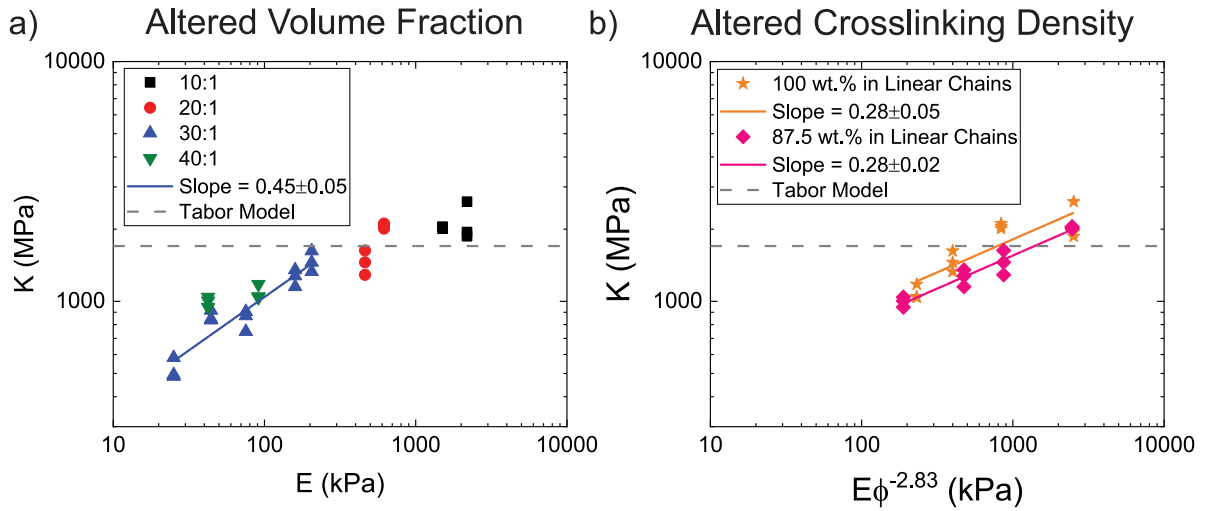 a) Altered Volume Fraction
10000
1000
10 100 1000 10000
K (MPa)
E (kPa)
10:1
20:1
30:1
40:1
Slope = 0.45±0.05
Tabor Model
b) Altered Crosslinking Density
10000
1000
10 100 1000 10000
K (MPa)
Eϕ^-2.83 (kPa)
100 wt.% in Linear Chains
Slope = 0.28±0.05
87.5 wt.% in Linear Chains
Slope = 0.28±0.02
Tabor Model